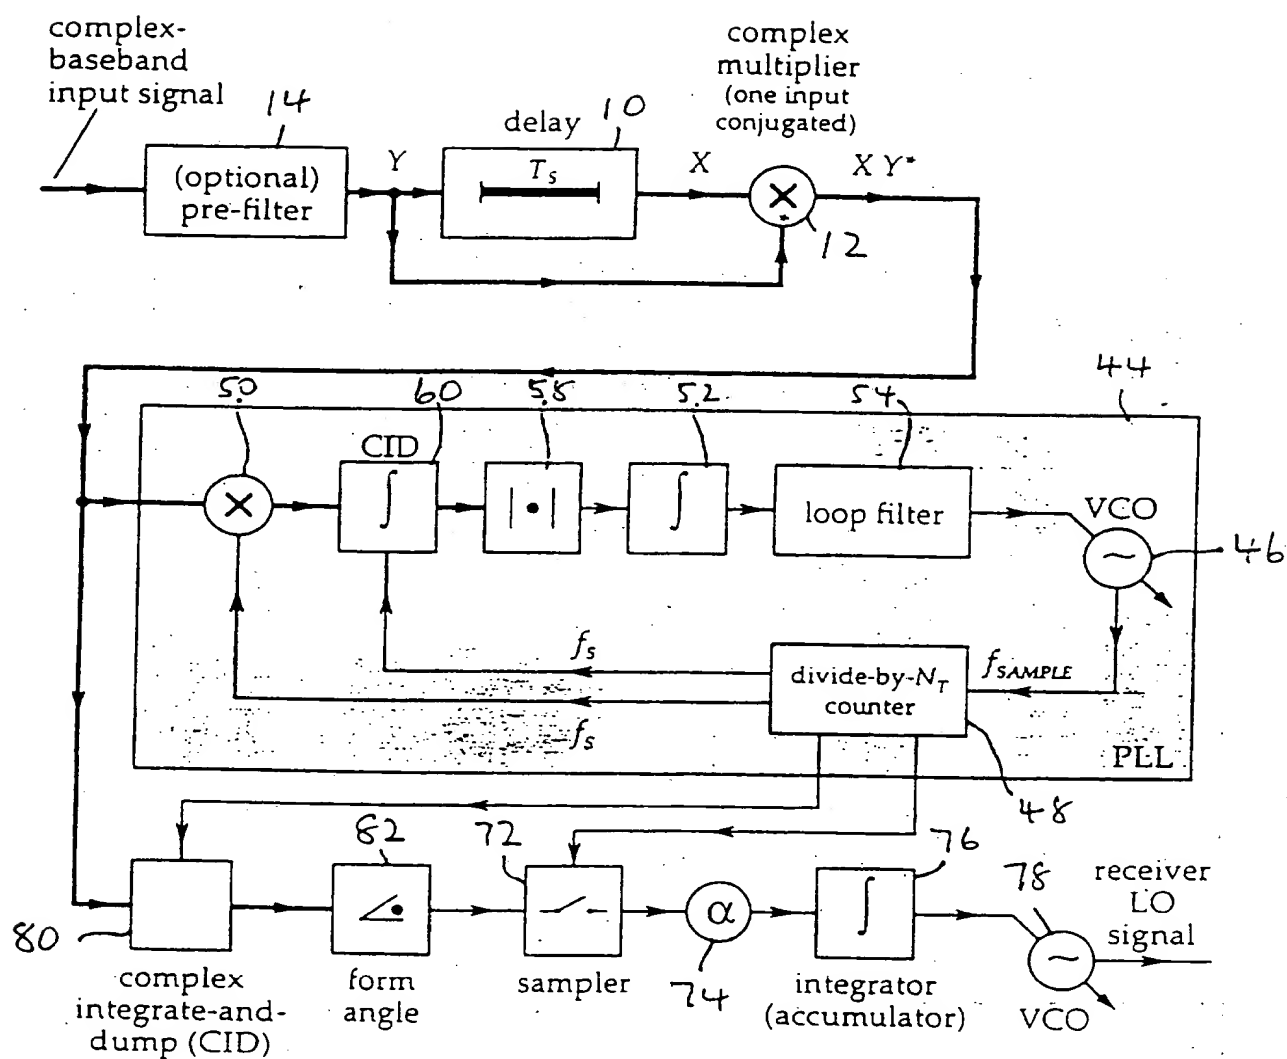 complex-
baseband
input signal
14
(optional)
pre-filter
Y
delay
10
T_S
X
complex
multiplier
(one input
conjugated)
X Y*
12
44
50
60
58
52
54
CID
∫
|•|
∫
loop filter
VCO
46
f_S
f_S
divide-by-N_T
counter
f_SAMPLE
PLL
48
80
complex
integrate-and-
dump (CID)
82
form
angle
72
sampler
α
74
76
∫
integrator
(accumulator)
78
VCO
receiver
LO
signal